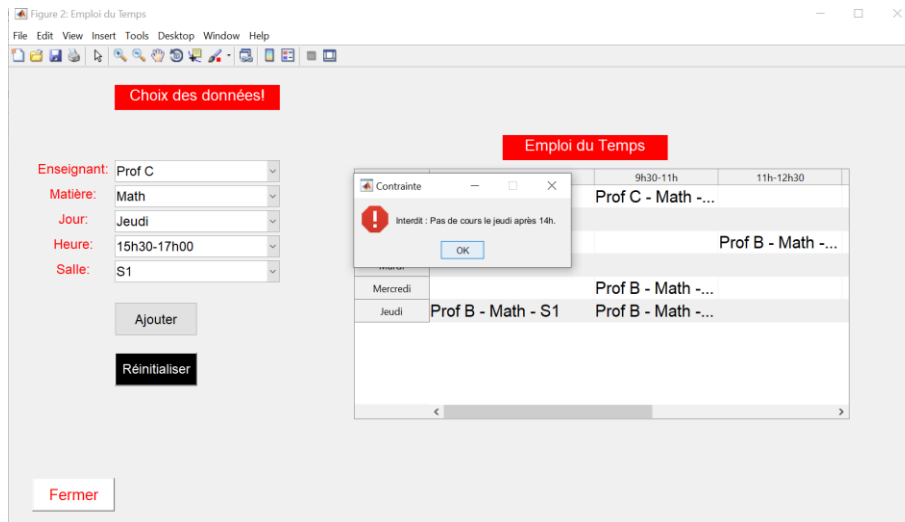 Figure 2: Emploi du Temps
File Edit View Insert Tools Desktop Window Help
Choix des données!
Emploi du Temps
Enseignant: Prof C
Matière: Math
Jour: Jeudi
Heure: 15h30-17h00
Salle: S1
Ajouter
Réinitialiser
Fermer
9h30-11h 11h-12h30
Prof C - Math -...
Prof B - Math -...
Mardi
Mercredi Prof B - Math -...
Jeudi Prof B - Math - S1 Prof B - Math -...
Contrainte
Interdit : Pas de cours le jeudi après 14h.
OK